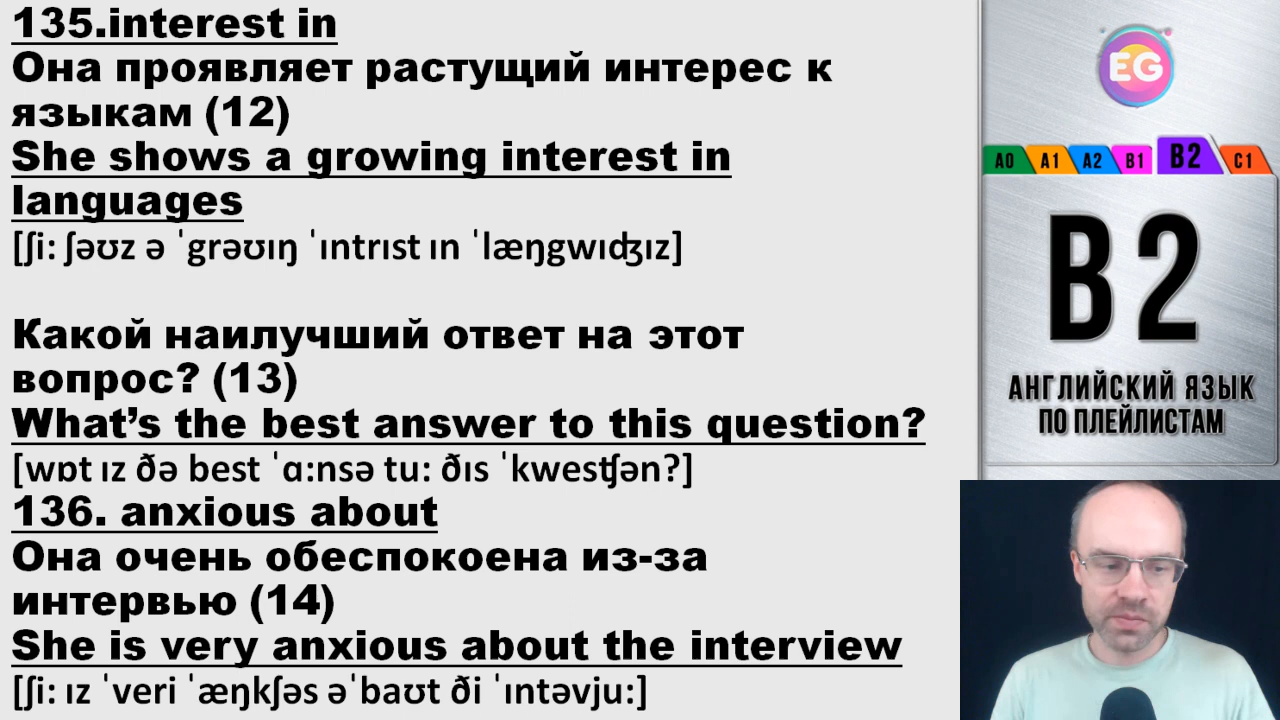 135.interest in
Она проявляет растущий интерес к
языкам (12)
She shows a growing interest in
languages
[ʃi: ʃəʊz ə ˈgrəʊɪŋ ˈɪntrɪst ɪn ˈlæŋgwɪʤɪz]
Какой наилучший ответ на этот
вопрос? (13)
What’s the best answer to this question?
[wɒt ɪz ðə best ˈɑ:nsə tu: ðɪs ˈkwesʧən?]
136. anxious about
Она очень обеспокоена из-за
интервью (14)
She is very anxious about the interview
[ʃi: ɪz ˈveri ˈæŋkʃəs əˈbaʊt ði ˈɪntəvju:]
EG
A0 A1 A2 B1 B2 C1
B2
АНГЛИЙСКИЙ ЯЗЫК
ПО ПЛЕЙЛИСТАМ